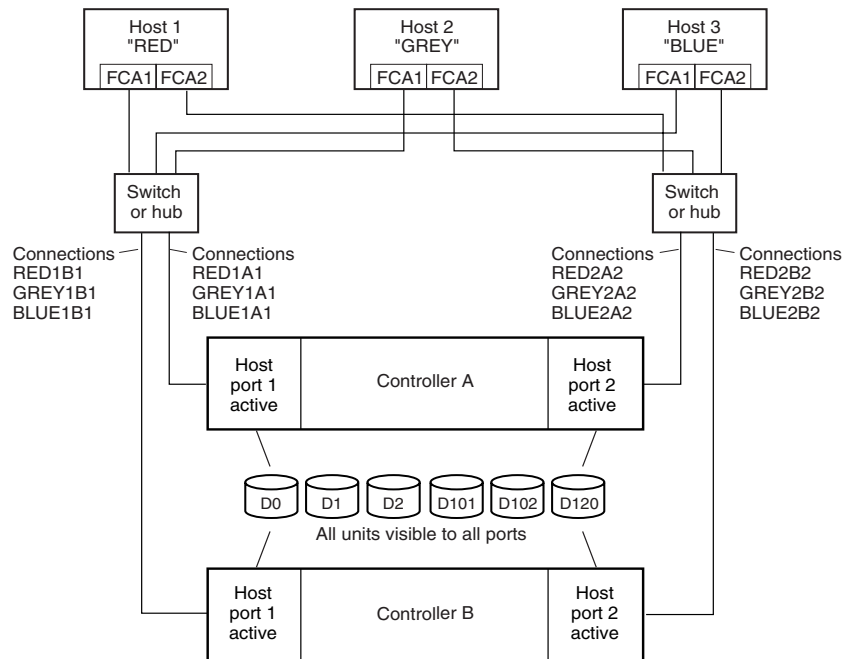 Host 1
"RED"
FCA1 FCA2
Host 2
"GREY"
FCA1 FCA2
Host 3
"BLUE"
FCA1 FCA2
Switch
or hub
Switch
or hub
Connections
RED1B1
GREY1B1
BLUE1B1
Connections
RED1A1
GREY1A1
BLUE1A1
Connections
RED2A2
GREY2A2
BLUE2A2
Connections
RED2B2
GREY2B2
BLUE2B2
Host
port 1
active
Controller A
Host
port 2
active
D0 D1 D2 D101 D102 D120
All units visible to all ports
Host
port 1
active
Controller B
Host
port 2
active